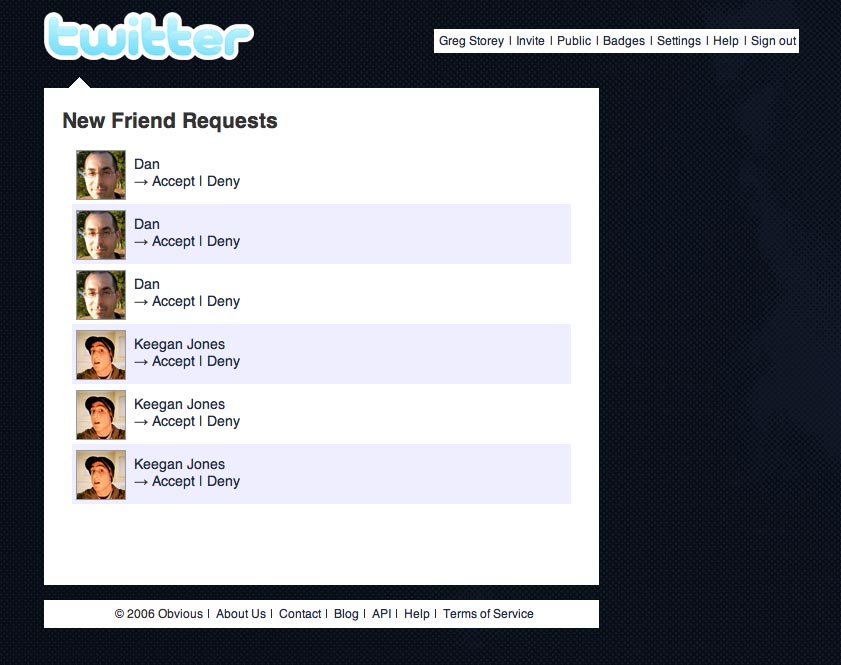 twitter
Greg Storey | Invite | Public | Badges | Settings | Help | Sign out
New Friend Requests
Dan
→ Accept | Deny
Dan
→ Accept | Deny
Dan
→ Accept | Deny
Keegan Jones
→ Accept | Deny
Keegan Jones
→ Accept | Deny
Keegan Jones
→ Accept | Deny
© 2006 Obvious | About Us | Contact | Blog | API | Help | Terms of Service